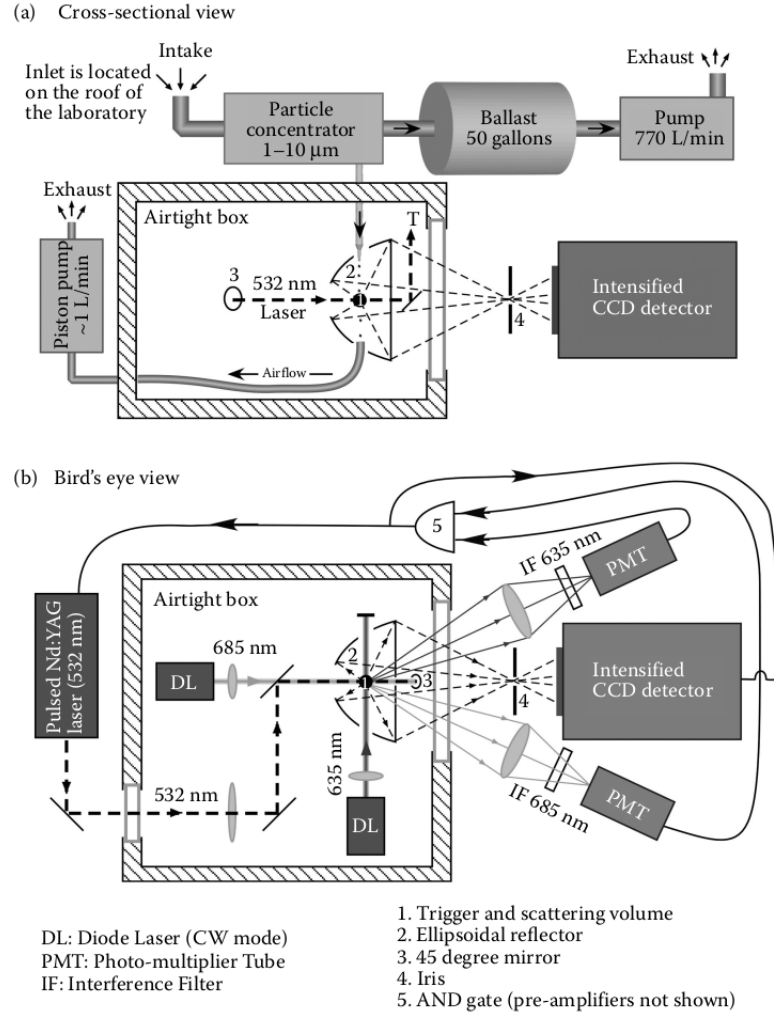 (a) Cross-sectional view
Intake
Inlet is located
on the roof of
the laboratory
Particle
concentrator
1–10 μm
Ballast
50 gallons
Exhaust
Pump
770 L/min
Exhaust
Piston pump
~1 L/min
Airtight box
T
2
3
532 nm
1
Laser
4
Airflow
Intensified
CCD detector
(b) Bird's eye view
5
IF 635 nm
PMT
Airtight box
Pulsed Nd:YAG
laser (532 nm)
685 nm
DL
2
1
3
4
Intensified
CCD detector
532 nm
635 nm
DL
IF 685 nm
PMT
DL: Diode Laser (CW mode)
PMT: Photo-multiplier Tube
IF: Interference Filter
1. Trigger and scattering volume
2. Ellipsoidal reflector
3. 45 degree mirror
4. Iris
5. AND gate (pre-amplifiers not shown)